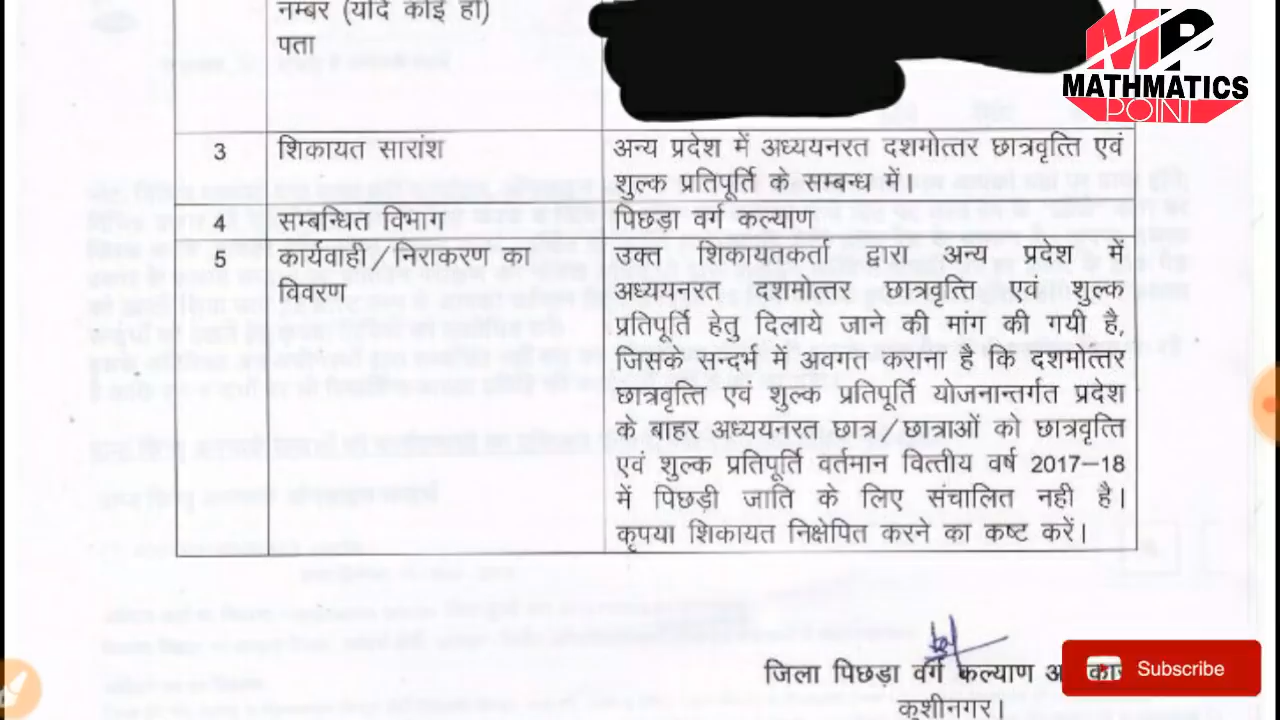 नम्बर (यदि कोई हो)
पता
MP
MATHMATICS
POINT
3 शिकायत सारांश अन्य प्रदेश में अध्ययनरत दशमोत्तर छात्रवृत्ति एवं
शुल्क प्रतिपूर्ति के सम्बन्ध में।
4 सम्बन्धित विभाग पिछड़ा वर्ग कल्याण
5 कार्यवाही/निराकरण का उक्त शिकायतकर्ता द्वारा अन्य प्रदेश में
विवरण अध्ययनरत दशमोत्तर छात्रवृत्ति एवं शुल्क
प्रतिपूर्ति हेतु दिलाये जाने की मांग की गयी है,
जिसके सन्दर्भ में अवगत कराना है कि दशमोत्तर
छात्रवृत्ति एवं शुल्क प्रतिपूर्ति योजनान्तर्गत प्रदेश
के बाहर अध्ययनरत छात्र/छात्राओं को छात्रवृत्ति
एवं शुल्क प्रतिपूर्ति वर्तमान वित्तीय वर्ष 2017–18
में पिछड़ी जाति के लिए संचालित नही है।
कृपया शिकायत निक्षेपित करने का कष्ट करें।
जिला पिछड़ा वर्ग कल्याण
Subscribe
कुशीनगर।